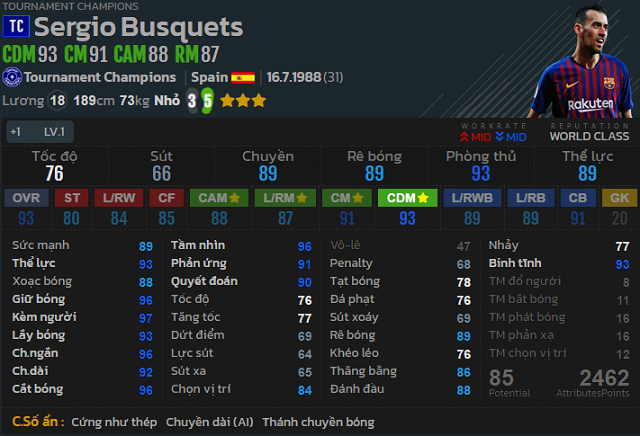 TOURNAMENT CHAMPIONS
TC Sergio Busquets
CDM 93 CM 91 CAM 88 RM 87
Tournament Champions Spain 16.7.1988 (31)
Lương 18 189cm 73kg Nhỏ 3 5
Rakuten
+1 LV.1
WORKRATE REPUTATION
MID MID WORLD CLASS
Tốc độ Sút Chuyền Rê bóng Phòng thủ Thể lực
76 66 89 89 93 89
OVR ST L/RW CF CAM L/RM CM CDM L/RWB L/RB CB GK
93 80 84 85 88 87 91 93 89 89 91 20
Sức mạnh 89 Tầm nhìn 96 Vô-lê 47 Nhảy 77
Thể lực 93 Phản ứng 91 Penalty 68 Bình tĩnh 93
Xoạc bóng 88 Quyết đoán 90 Tạt bóng 78 TM đổ người 8
Giữ bóng 96 Tốc độ 76 Đá phạt 76 TM bắt bóng 11
Kèm người 97 Tăng tốc 77 Sút xoáy 69 TM phát bóng 16
Lấy bóng 93 Dứt điểm 69 Rê bóng 89 TM phản xạ 16
Ch.ngắn 96 Lực sút 64 Khéo léo 76 TM chọn vị trí 12
Ch.dài 92 Sút xa 65 Thăng bằng 86 85 2462
Cắt bóng 96 Chọn vị trí 84 Đánh đầu 88 Potential AttributesPoints
C.Số ẩn : Cứng như thép Chuyền dài (AI) Thánh chuyền bóng